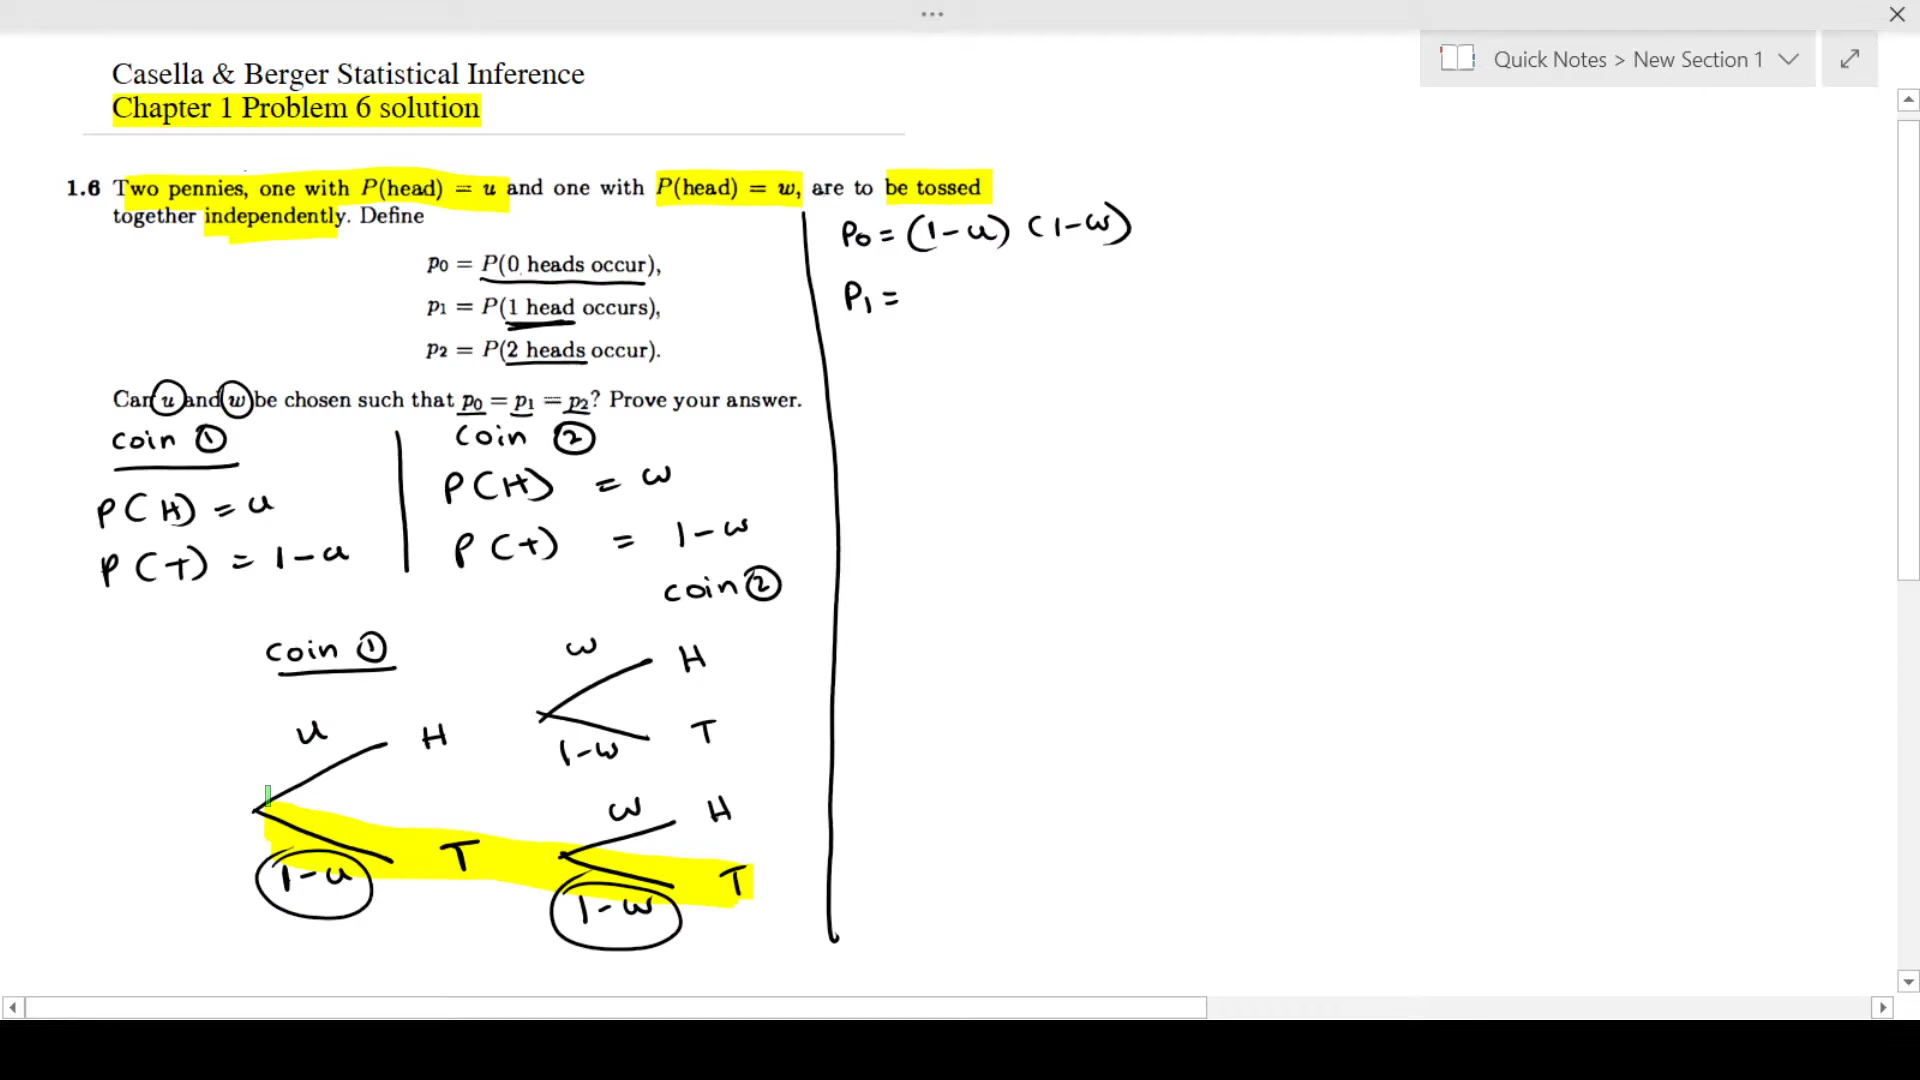 Quick Notes > New Section 1
Casella & Berger Statistical Inference
Chapter 1 Problem 6 solution
1.6 Two pennies, one with P(head) = u and one with P(head) = w, are to be tossed
together independently. Define
p0 = P(0 heads occur),
p1 = P(1 head occurs),
p2 = P(2 heads occur).
Can u and w be chosen such that p0 = p1 = p2? Prove your answer.
coin ①
P(H) = u
P(T) = 1-u
coin ②
P(H) = w
P(T) = 1-w
coin ①
coin ②
u H
w H
1-w T
1-u T
w H
1-w T
P0 = (1-u) (1-w)
P1 =